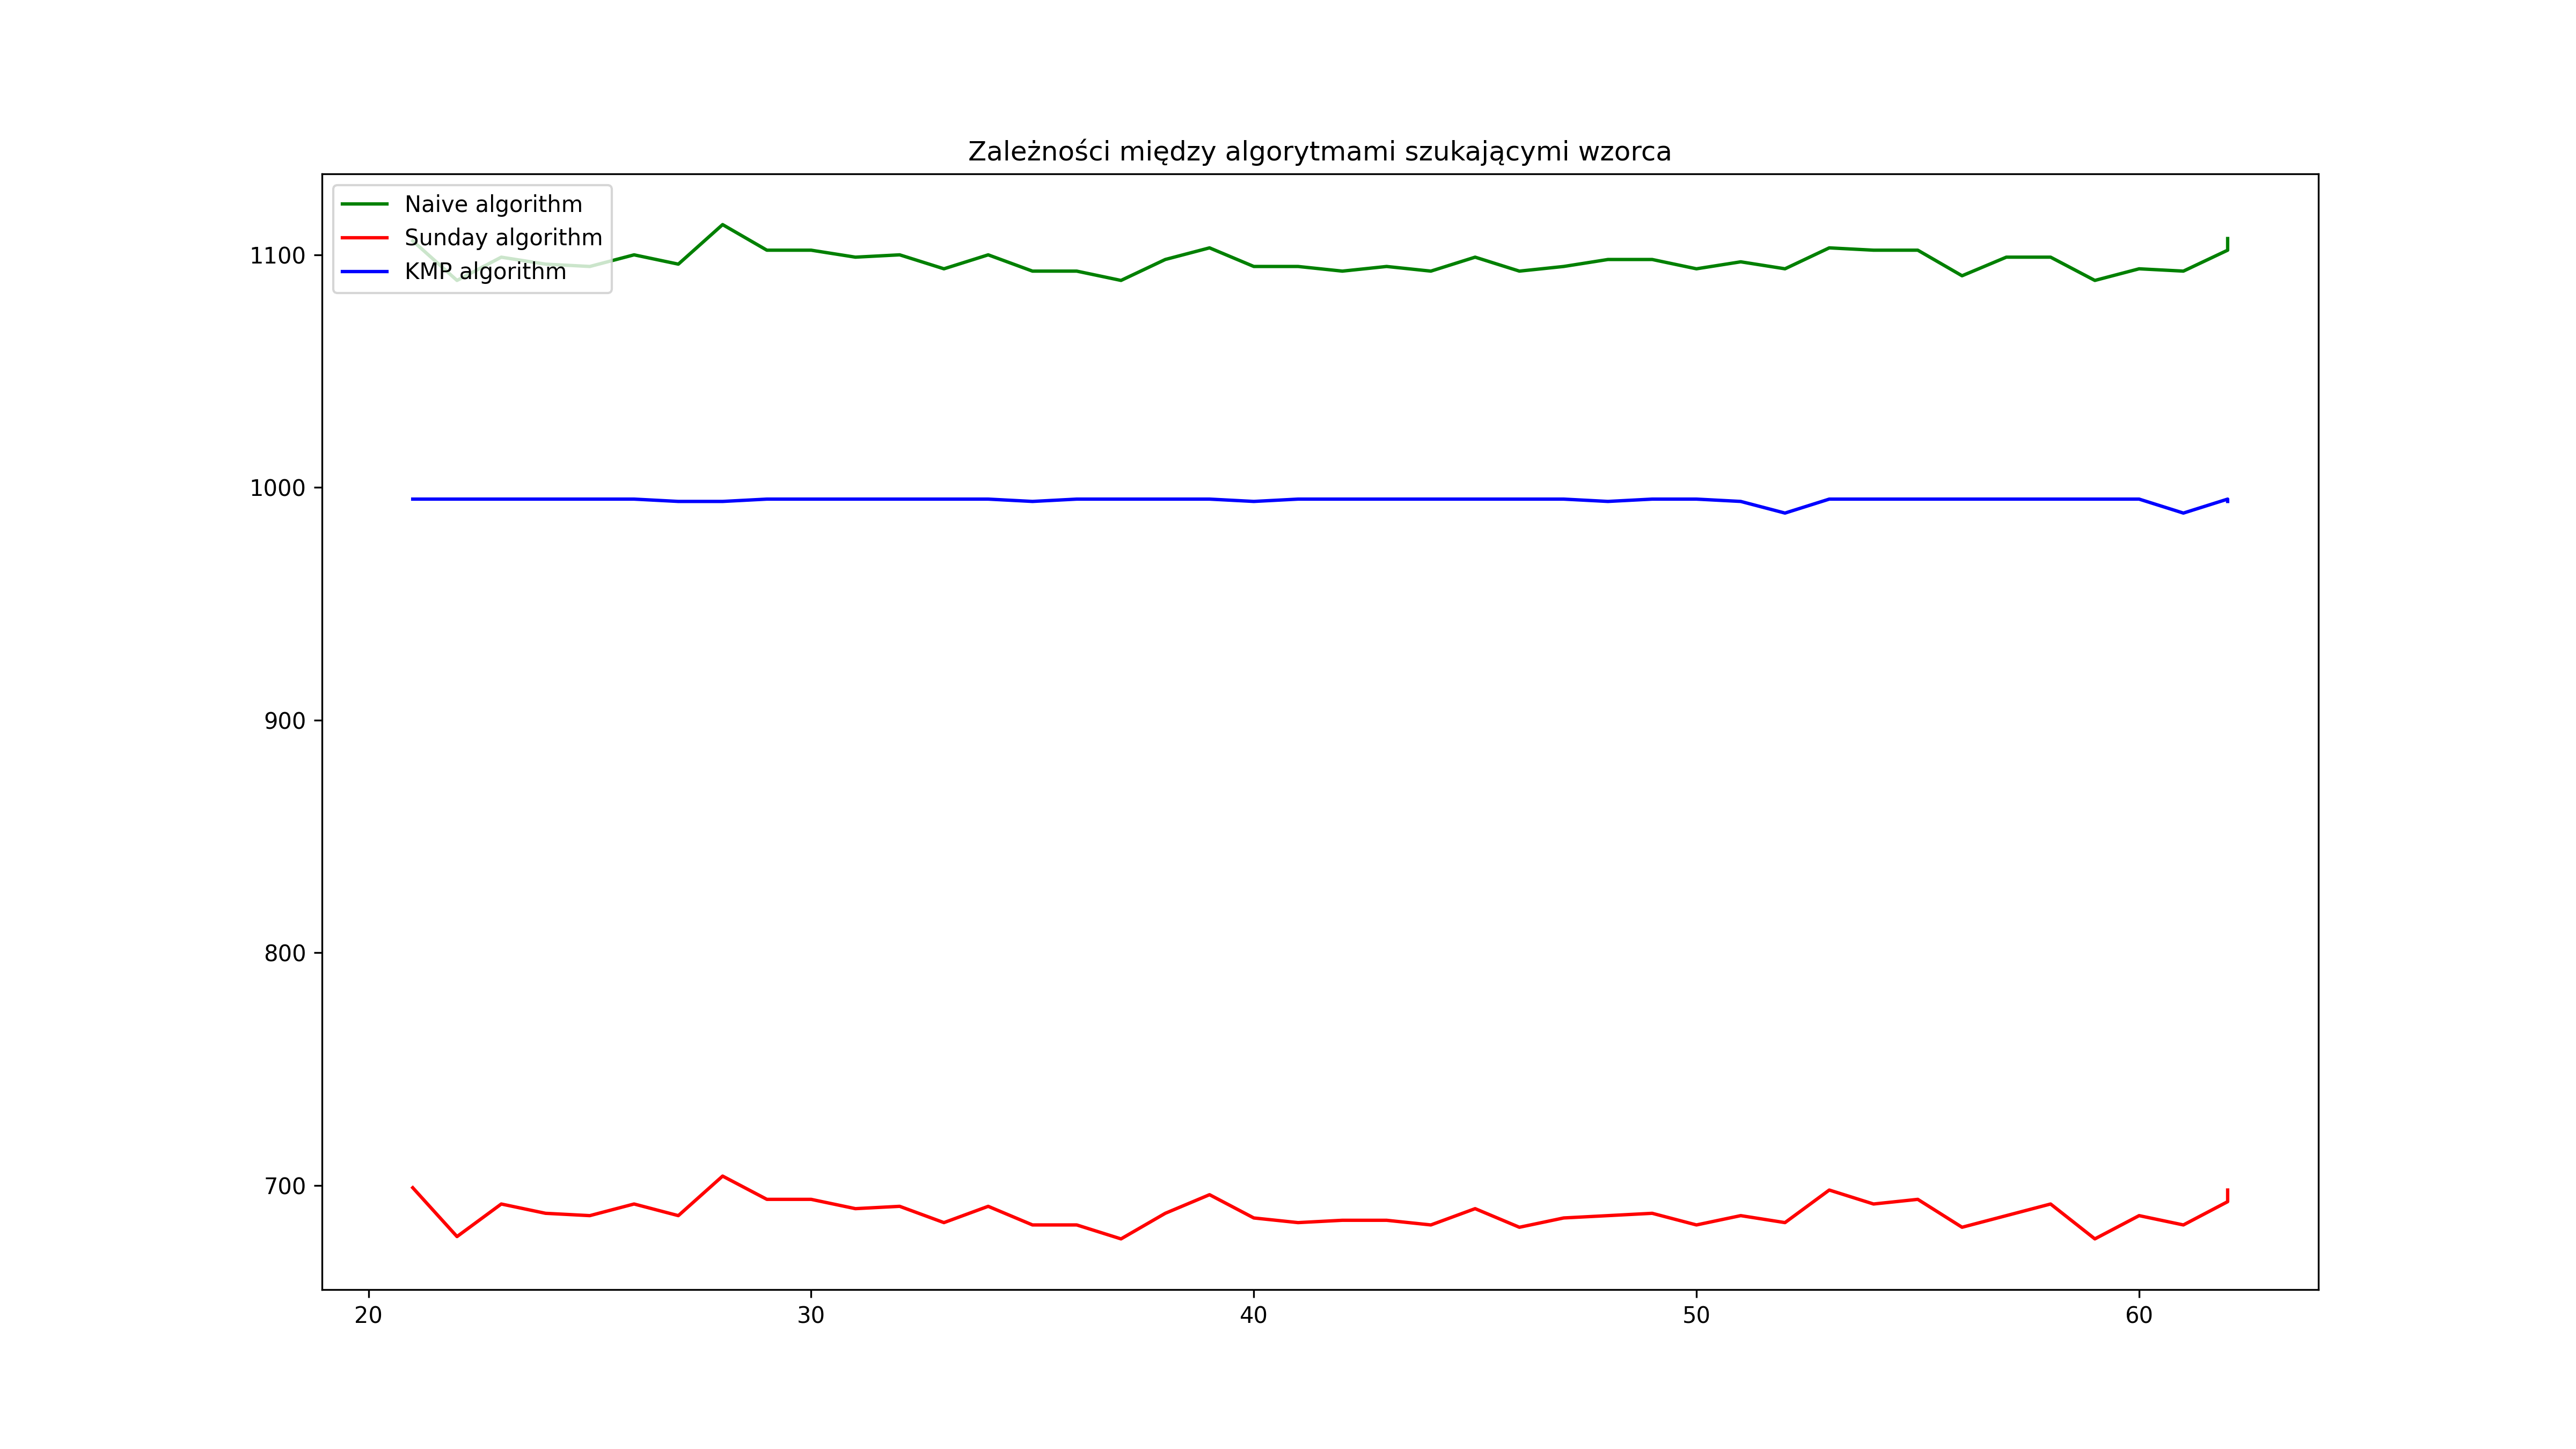 Zależności między algorytmami szukającymi wzorca
Naive algorithm
Sunday algorithm
KMP algorithm
1100
1000
900
800
700
20 30 40 50 60